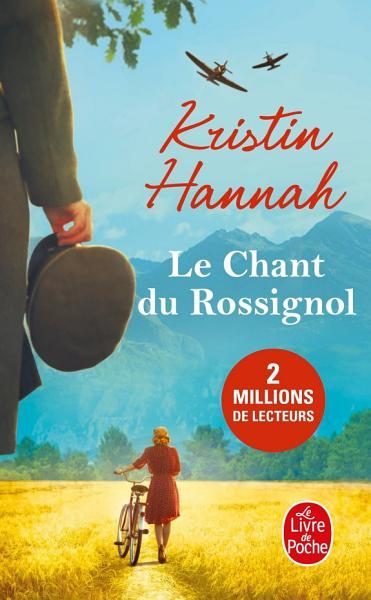 Kristin
Hannah
Le Chant
du Rossignol
2
MILLIONS
DE LECTEURS
Le
Livre
de
Poche